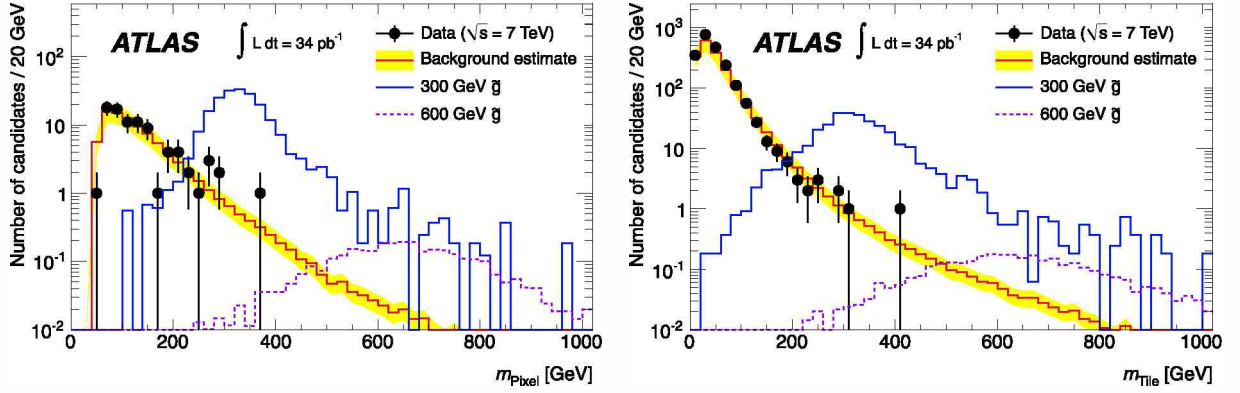 Number of candidates / 20 GeV
10²
10
1
10⁻¹
10⁻²
ATLAS
∫ L dt = 34 pb⁻¹
Data (√s = 7 TeV)
Background estimate
300 GeV g̃
600 GeV g̃
0 200 400 600 800 1000
m_Pixel [GeV]
Number of candidates / 20 GeV
10³
10²
10
1
10⁻¹
10⁻²
ATLAS
∫ L dt = 34 pb⁻¹
Data (√s = 7 TeV)
Background estimate
300 GeV g̃
600 GeV g̃
0 200 400 600 800 1000
m_Tile [GeV]